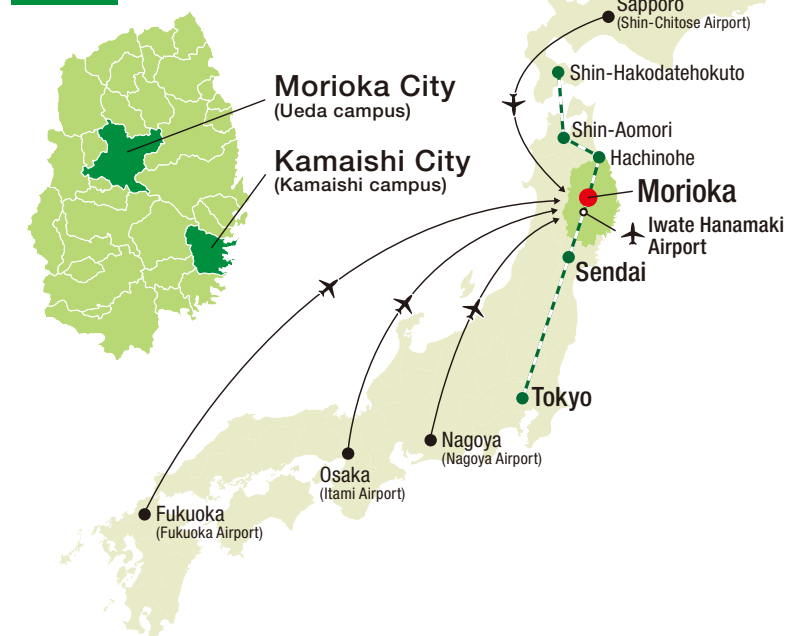 Sapporo
(Shin-Chitose Airport)
Shin-Hakodatehokuto
Morioka City
(Ueda campus)
Shin-Aomori
Hachinohe
Kamaishi City
(Kamaishi campus)
Morioka
Iwate Hanamaki
Airport
Sendai
Tokyo
Nagoya
(Nagoya Airport)
Osaka
(Itami Airport)
Fukuoka
(Fukuoka Airport)